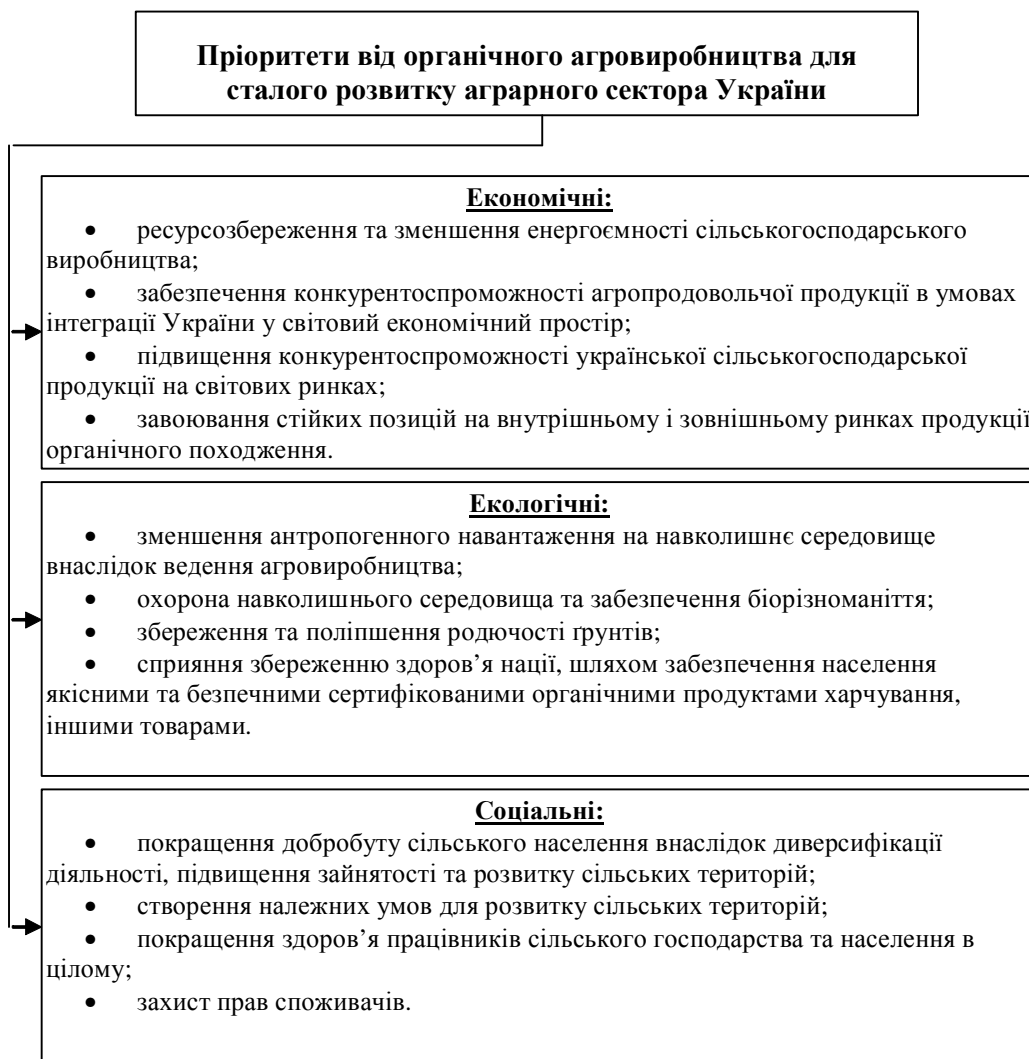 Пріоритети від органічного агровиробництва для
сталого розвитку аграрного сектора України
Економічні:
• ресурсозбереження та зменшення енергоємності сільськогосподарського
виробництва;
• забезпечення конкурентоспроможності агропродовольчої продукції в умовах
інтеграції України у світовий економічний простір;
• підвищення конкурентоспроможності української сільськогосподарської
продукції на світових ринках;
• завоювання стійких позицій на внутрішньому і зовнішньому ринках продукції
органічного походження.
Екологічні:
• зменшення антропогенного навантаження на навколишнє середовище
внаслідок ведення агровиробництва;
• охорона навколишнього середовища та забезпечення біорізноманіття;
• збереження та поліпшення родючості ґрунтів;
• сприяння збереженню здоров’я нації, шляхом забезпечення населення
якісними та безпечними сертифікованими органічними продуктами харчування,
іншими товарами.
Соціальні:
• покращення добробуту сільського населення внаслідок диверсифікації
діяльності, підвищення зайнятості та розвитку сільських територій;
• створення належних умов для розвитку сільських територій;
• покращення здоров’я працівників сільського господарства та населення в
цілому;
• захист прав споживачів.